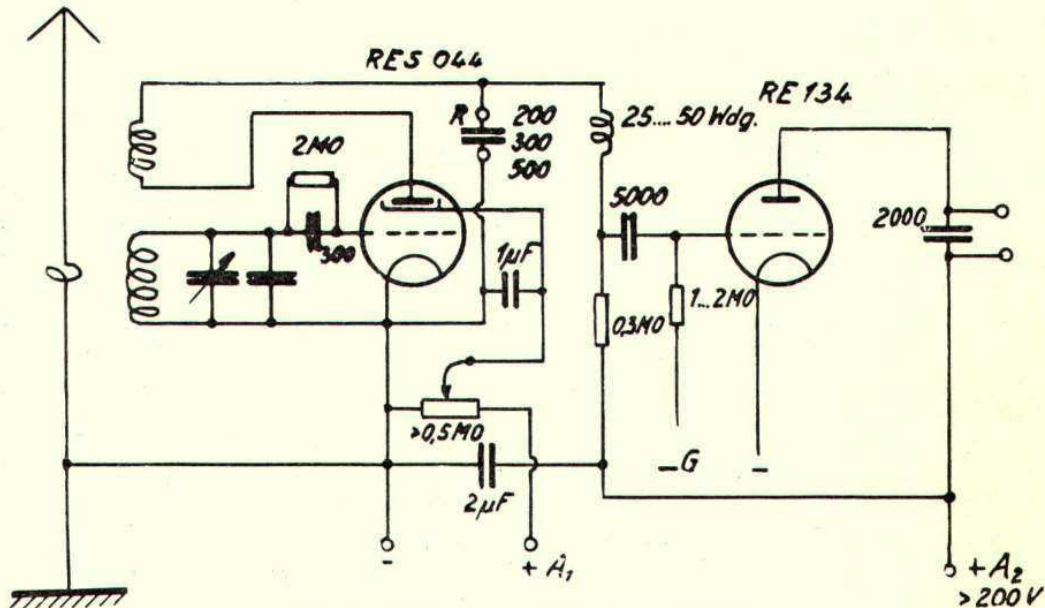 RES 044
RE 134
R
200
300
500
25....50 Wdg.
2MO
300
5000
2000
1µF
0,3MO
1...2MO
>0,5MO
2µF
-G
-
-
+A₁
+A₂
>200V